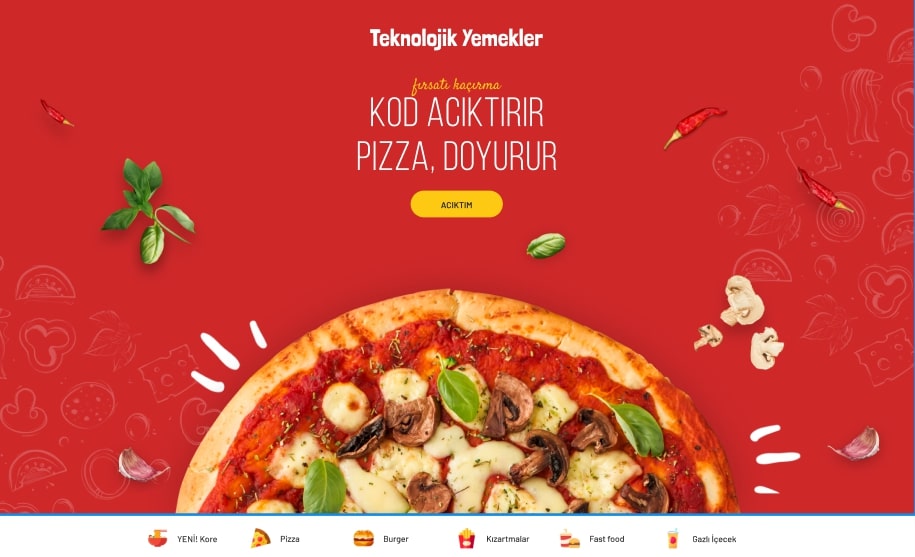 Teknolojik Yemekler
fırsatı kaçırma
KOD ACIKTIRIR
PIZZA, DOYURUR
ACIKTIM
YENİ! Kore
Pizza
Burger
Kızartmalar
Fast food
Gazlı İçecek